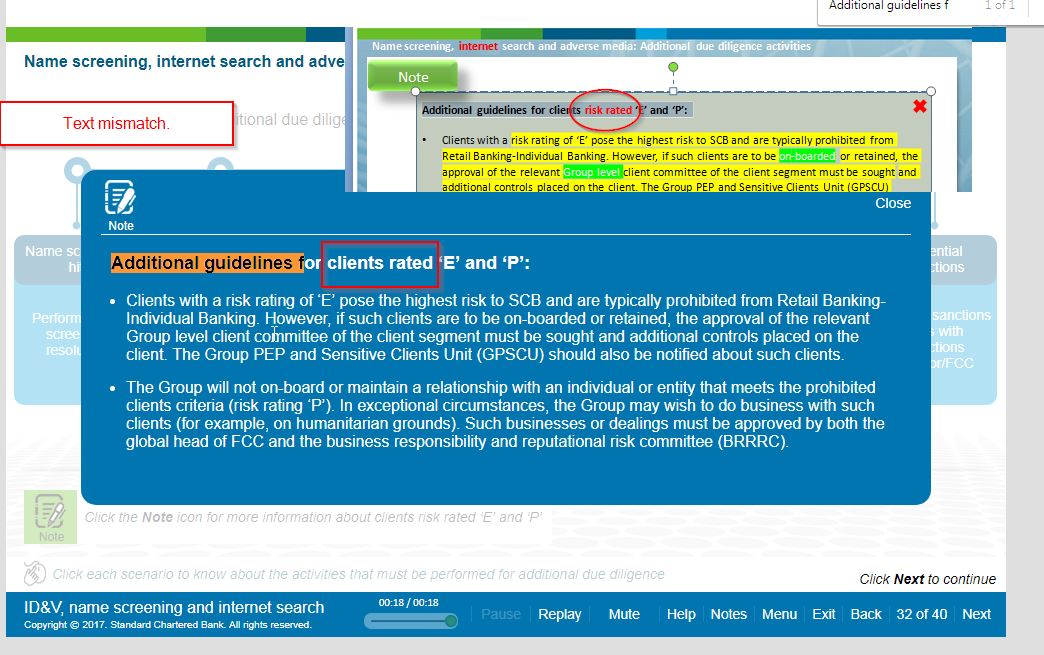 Additional guidelines f 1 of 1
Name screening, internet search and adve
Name screening, internet search and adverse media: Additional due diligence activities
Note
Additional guidelines for clients risk rated ‘E’ and ‘P’:
Text mismatch.
itional due dilige
• Clients with a risk rating of ‘E’ pose the highest risk to SCB and are typically prohibited from
Retail Banking-Individual Banking. However, if such clients are to be on-boarded or retained, the
approval of the relevant Group level client committee of the client segment must be sought and
additional controls placed on the client. The Group PEP and Sensitive Clients Unit (GPSCU)
Note
Close
Additional guidelines for clients rated ‘E’ and ‘P’:
• Clients with a risk rating of ‘E’ pose the highest risk to SCB and are typically prohibited from Retail Banking-
Individual Banking. However, if such clients are to be on-boarded or retained, the approval of the relevant
Group level client committee of the client segment must be sought and additional controls placed on the
client. The Group PEP and Sensitive Clients Unit (GPSCU) should also be notified about such clients.
• The Group will not on-board or maintain a relationship with an individual or entity that meets the prohibited
clients criteria (risk rating ‘P’). In exceptional circumstances, the Group may wish to do business with such
clients (for example, on humanitarian grounds). Such businesses or dealings must be approved by both the
global head of FCC and the business responsibility and reputational risk committee (BRRRC).
Name sc
hi
Perform
scree
resolu
ential
ctions
sanctions
s with
ctions
or/FCC
Note
Click the Note icon for more information about clients risk rated ‘E’ and ‘P’
Click each scenario to know about the activities that must be performed for additional due diligence
Click Next to continue
ID&V, name screening and internet search
Copyright © 2017. Standard Chartered Bank. All rights reserved.
00:18 / 00:18
Pause Replay Mute Help Notes Menu Exit Back 32 of 40 Next